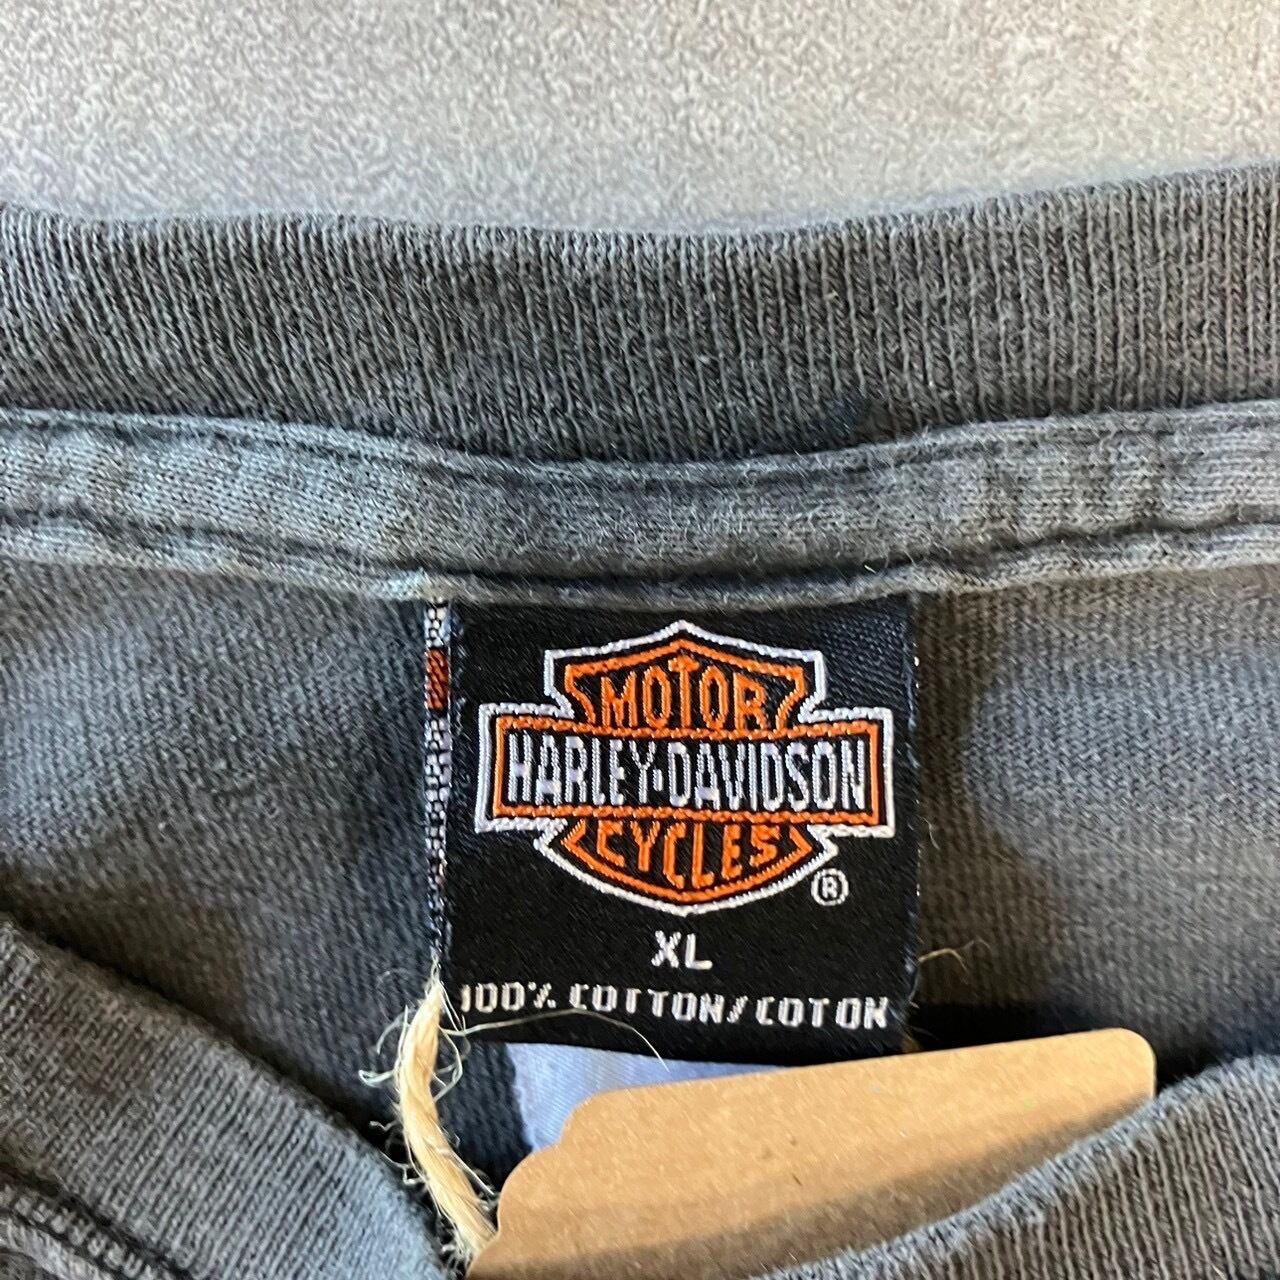 MOTOR
HARLEY-DAVIDSON
CYCLES
®
XL
100% COTTON/COTON